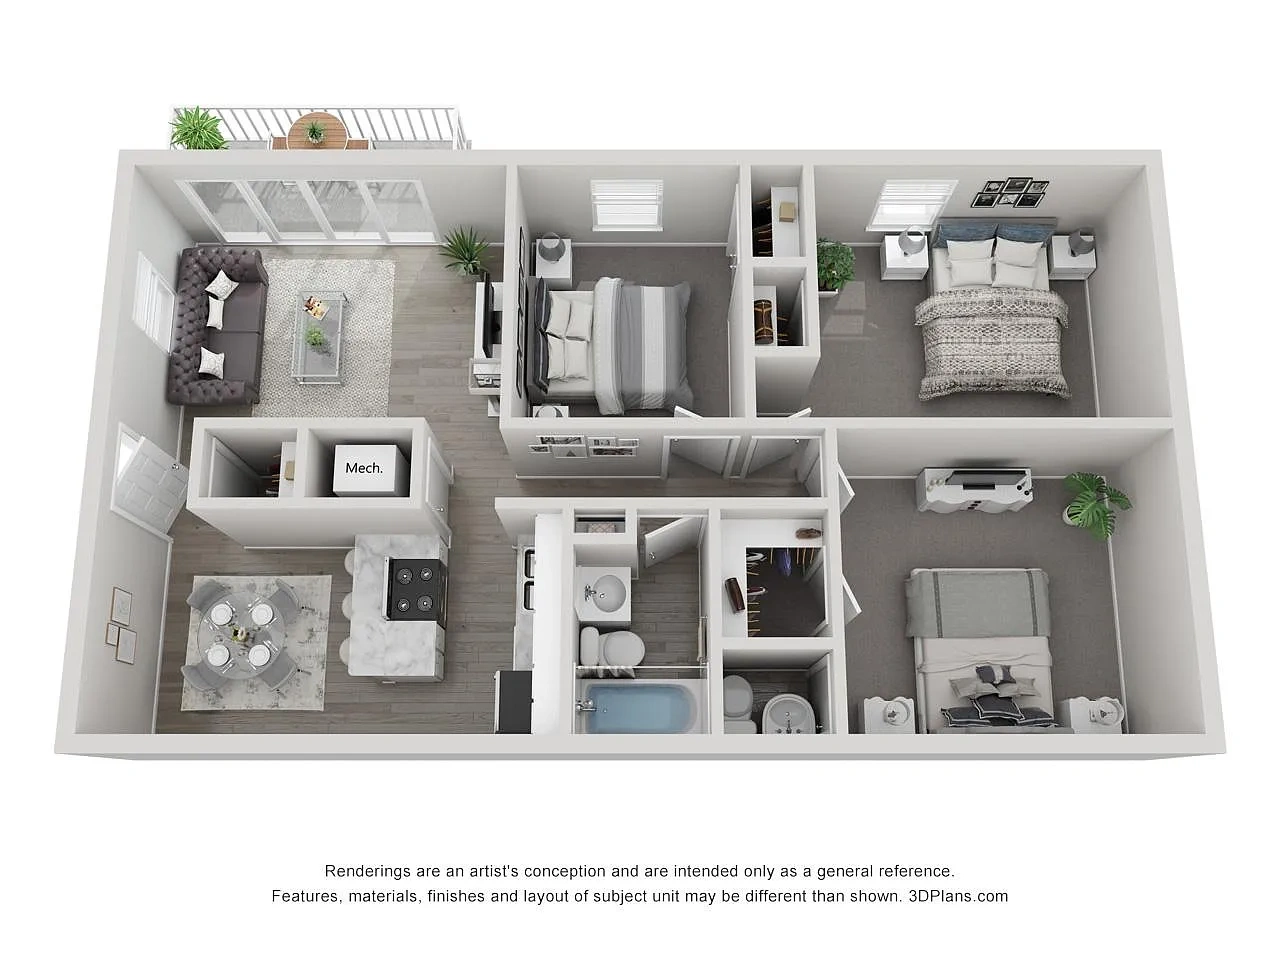 Mech.
Renderings are an artist's conception and are intended only as a general reference.
Features, materials, finishes and layout of subject unit may be different than shown. 3DPlans.com